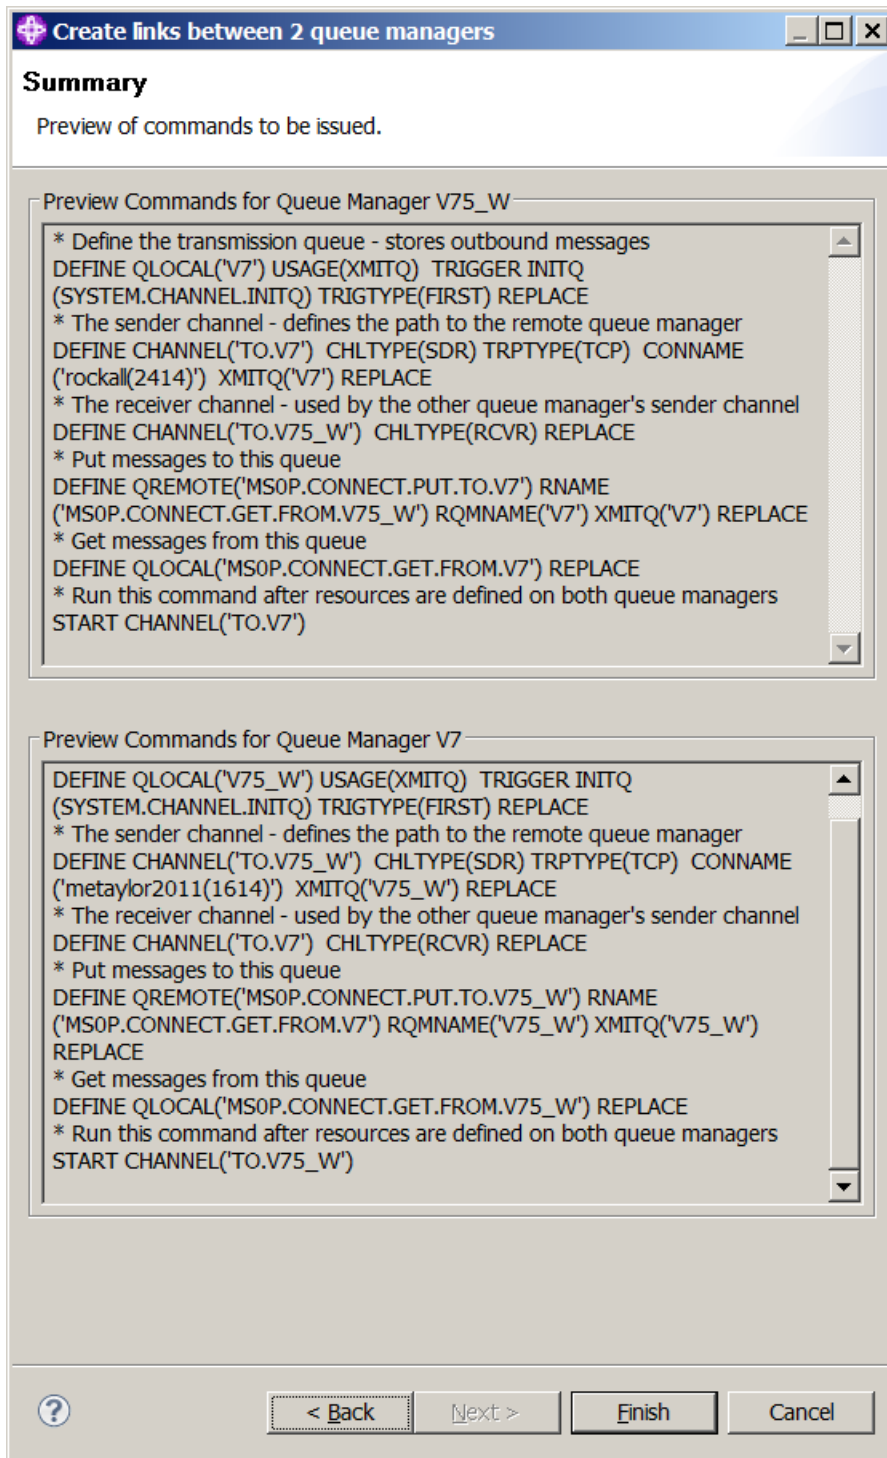 Create links between 2 queue managers
Summary
Preview of commands to be issued.
Preview Commands for Queue Manager V75_W
* Define the transmission queue - stores outbound messages
DEFINE QLOCAL('V7') USAGE(XMITQ)  TRIGGER INITQ
(SYSTEM.CHANNEL.INITQ) TRIGTYPE(FIRST) REPLACE
* The sender channel - defines the path to the remote queue manager
DEFINE CHANNEL('TO.V7')  CHLTYPE(SDR) TRPTYPE(TCP)  CONNAME
('rockall(2414)')  XMITQ('V7') REPLACE
* The receiver channel - used by the other queue manager's sender channel
DEFINE CHANNEL('TO.V75_W')  CHLTYPE(RCVR) REPLACE
* Put messages to this queue
DEFINE QREMOTE('MS0P.CONNECT.PUT.TO.V7') RNAME
('MS0P.CONNECT.GET.FROM.V75_W') RQMNAME('V7') XMITQ('V7') REPLACE
* Get messages from this queue
DEFINE QLOCAL('MS0P.CONNECT.GET.FROM.V7') REPLACE
* Run this command after resources are defined on both queue managers
START CHANNEL('TO.V7')
Preview Commands for Queue Manager V7
DEFINE QLOCAL('V75_W') USAGE(XMITQ)  TRIGGER INITQ
(SYSTEM.CHANNEL.INITQ) TRIGTYPE(FIRST) REPLACE
* The sender channel - defines the path to the remote queue manager
DEFINE CHANNEL('TO.V75_W')  CHLTYPE(SDR) TRPTYPE(TCP)  CONNAME
('metaylor2011(1614)')  XMITQ('V75_W') REPLACE
* The receiver channel - used by the other queue manager's sender channel
DEFINE CHANNEL('TO.V7')  CHLTYPE(RCVR) REPLACE
* Put messages to this queue
DEFINE QREMOTE('MS0P.CONNECT.PUT.TO.V75_W') RNAME
('MS0P.CONNECT.GET.FROM.V7') RQMNAME('V75_W') XMITQ('V75_W')
REPLACE
* Get messages from this queue
DEFINE QLOCAL('MS0P.CONNECT.GET.FROM.V75_W') REPLACE
* Run this command after resources are defined on both queue managers
START CHANNEL('TO.V75_W')
? < Back Next > Finish Cancel